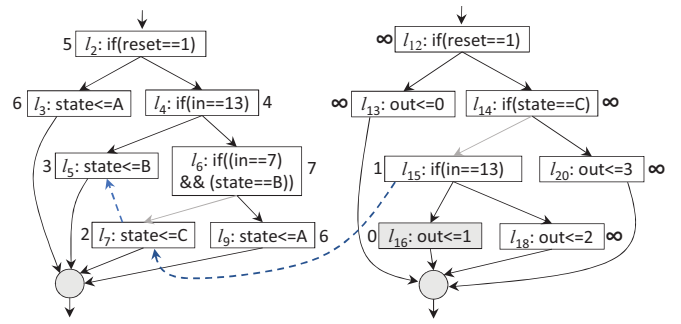 5 l2: if(reset==1)
6 l3: state<=A
l4: if(in==13) 4
3 l5: state<=B
l6: if((in==7)
&& (state==B)) 7
2 l7: state<=C
l9: state<=A 6
∞ l12: if(reset==1)
∞ l13: out<=0
l14: if(state==C) ∞
1 l15: if(in==13)
l20: out<=3 ∞
0 l16: out<=1
l18: out<=2 ∞